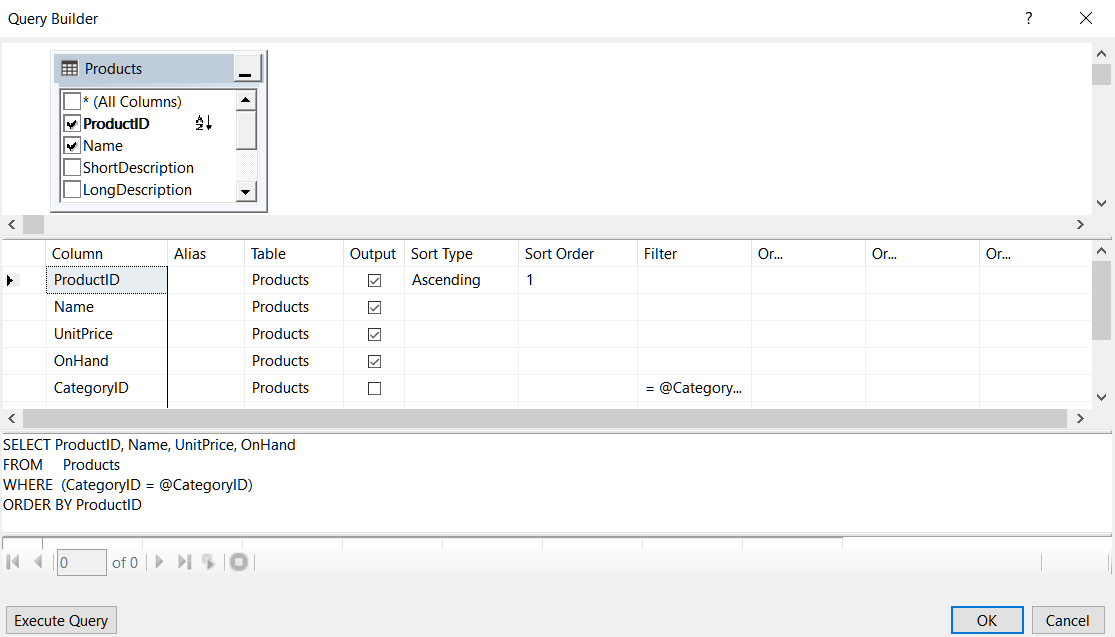 Query Builder ?
Products
* (All Columns)
ProductID
Name
ShortDescription
LongDescription
Column Alias Table Output Sort Type Sort Order Filter Or... Or... Or...
ProductID Products Ascending 1
Name Products
UnitPrice Products
OnHand Products
CategoryID Products = @Category...
SELECT ProductID, Name, UnitPrice, OnHand
FROM Products
WHERE (CategoryID = @CategoryID)
ORDER BY ProductID
0 of 0
Execute Query OK Cancel